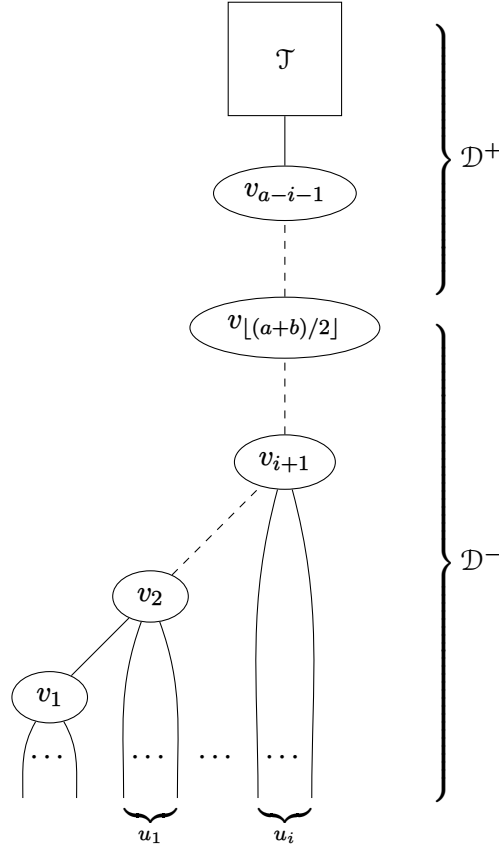 𝒯
𝒟⁺
v_{a−i−1}
v_{⌊(a+b)/2⌋}
v_{i+1}
𝒟⁻
v_2
v_1
... ... ... ...
u_1 u_i